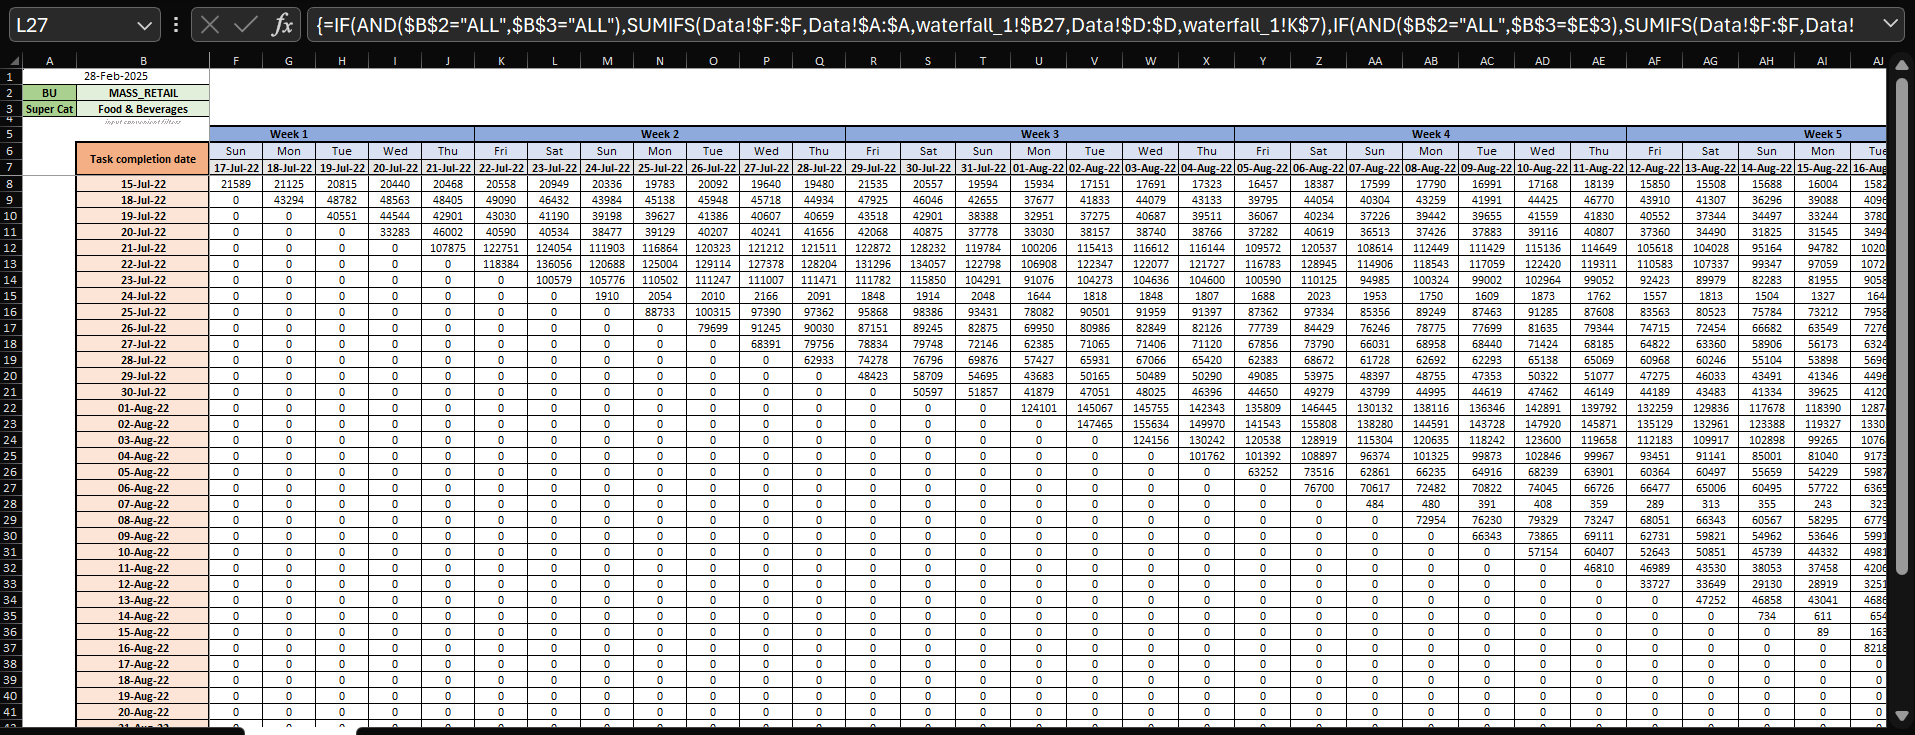 L27 fx {=IF(AND($B$2="ALL",$B$3="ALL"),SUMIFS(Data!$F:$F,Data!$A:$A,waterfall_1!$B27,Data!$D:$D,waterfall_1!K$7),IF(AND($B$2="ALL",$B$3=$E$3),SUMIFS(Data!$F:$F,Data!
A B F G H I J K L M N O P Q R S T U V W X Y Z AA AB AC AD AE AF AG AH AI AJ
1 28-Feb-2025
2 BU MASS_RETAIL
3 Super Cat Food & Beverages
4 input convenient filters
5 Week 1 Week 2 Week 3 Week 4 Week 5
6 Task completion date Sun Mon Tue Wed Thu Fri Sat Sun Mon Tue Wed Thu Fri Sat Sun Mon Tue Wed Thu Fri Sat Sun Mon Tue Wed Thu Fri Sat Sun Mon Tue
7 17-Jul-22 18-Jul-22 19-Jul-22 20-Jul-22 21-Jul-22 22-Jul-22 23-Jul-22 24-Jul-22 25-Jul-22 26-Jul-22 27-Jul-22 28-Jul-22 29-Jul-22 30-Jul-22 31-Jul-22 01-Aug-22 02-Aug-22 03-Aug-22 04-Aug-22 05-Aug-22 06-Aug-22 07-Aug-22 08-Aug-22 09-Aug-22 10-Aug-22 11-Aug-22 12-Aug-22 13-Aug-22 14-Aug-22 15-Aug-22 16-Aug
8 15-Jul-22 21589 21125 20815 20440 20468 20558 20949 20336 19783 20092 19640 19480 21535 20557 19594 15934 17151 17691 17323 16457 18387 17599 17790 16991 17168 18139 15850 15508 15688 16004 1582
9 18-Jul-22 0 43294 48782 48563 48405 49090 46432 43984 45138 45948 45718 44934 47925 46046 42655 37677 41833 44079 43133 39795 44054 40304 43259 41991 44425 46770 43910 41307 36296 39088 4096
10 19-Jul-22 0 0 40551 44544 42901 43030 41190 39198 39627 41386 40607 40659 43518 42901 38388 32951 37275 40687 39511 36067 40234 37226 39442 39655 41559 41830 40552 37344 34497 33244 3780
11 20-Jul-22 0 0 0 33283 46002 40590 40534 38477 39129 40207 40241 41656 42068 40875 37778 33030 38157 38740 38766 37282 40619 36513 37426 37883 39116 40807 37360 34490 31825 31545 3494
12 21-Jul-22 0 0 0 0 107875 122751 124054 111903 116864 120323 121212 121511 122872 128232 119784 100206 115413 116612 116144 109572 120537 108614 112449 111429 115136 114649 105618 104028 95164 94782 1020
13 22-Jul-22 0 0 0 0 0 118384 136056 120688 125004 129114 127378 128204 131296 134057 122798 106908 122347 122077 121727 116783 128945 114906 118543 117059 122420 119311 110583 107337 99347 97059 1072
14 23-Jul-22 0 0 0 0 0 0 100579 105776 110502 111247 111007 111471 111782 115850 104291 91076 104273 104636 104600 100590 110125 94985 100324 99002 102964 99052 92423 89979 82283 81955 9058
15 24-Jul-22 0 0 0 0 0 0 0 1910 2054 2010 2166 2091 1848 1914 2048 1644 1818 1848 1807 1688 2023 1953 1750 1609 1873 1762 1557 1813 1504 1327 164
16 25-Jul-22 0 0 0 0 0 0 0 0 88733 100315 97390 97362 95868 98386 93431 78082 90501 91959 91397 87362 97334 85356 89249 87463 91285 87608 83563 80523 75784 73212 7958
17 26-Jul-22 0 0 0 0 0 0 0 0 0 79699 91245 90030 87151 89245 82875 69950 80986 82849 82126 77739 84429 76246 78775 77699 81635 79344 74715 72454 66682 63549 7276
18 27-Jul-22 0 0 0 0 0 0 0 0 0 0 68391 79756 78834 79748 72146 62385 71065 71406 71120 67856 73790 66031 68958 68440 71424 68185 64822 63360 58906 56173 6324
19 28-Jul-22 0 0 0 0 0 0 0 0 0 0 0 62933 74278 76796 69876 57427 65931 67066 65420 62383 68672 61728 62692 62293 65138 65069 60968 60246 55104 53898 5696
20 29-Jul-22 0 0 0 0 0 0 0 0 0 0 0 0 48423 58709 54695 43683 50165 50489 50290 49085 53975 48397 48755 47353 50322 51077 47275 46033 43491 41346 4496
21 30-Jul-22 0 0 0 0 0 0 0 0 0 0 0 0 0 50597 51857 41879 47051 48025 46396 44650 49279 43799 44995 44619 47462 46149 44189 43483 41334 39625 4120
22 01-Aug-22 0 0 0 0 0 0 0 0 0 0 0 0 0 0 0 124101 145067 145755 142343 135809 146445 130132 138116 136346 142891 139792 132259 129836 117678 118390 1287
23 02-Aug-22 0 0 0 0 0 0 0 0 0 0 0 0 0 0 0 0 147465 155634 149970 141543 155808 138280 144591 143728 147920 145871 135129 132961 123388 119327 1330
24 03-Aug-22 0 0 0 0 0 0 0 0 0 0 0 0 0 0 0 0 0 124156 130242 120538 128919 115304 120635 118242 123600 119658 112183 109917 102898 99265 1076
25 04-Aug-22 0 0 0 0 0 0 0 0 0 0 0 0 0 0 0 0 0 0 101762 101392 108897 96374 101325 99873 102846 99967 93451 91141 85001 81040 9173
26 05-Aug-22 0 0 0 0 0 0 0 0 0 0 0 0 0 0 0 0 0 0 0 63252 73516 62861 66235 64916 68239 63901 60364 60497 55659 54229 5987
27 06-Aug-22 0 0 0 0 0 0 0 0 0 0 0 0 0 0 0 0 0 0 0 0 76700 70617 72482 70822 74045 66726 66477 65006 60495 57722 6365
28 07-Aug-22 0 0 0 0 0 0 0 0 0 0 0 0 0 0 0 0 0 0 0 0 0 484 480 391 408 359 289 313 355 243 323
29 08-Aug-22 0 0 0 0 0 0 0 0 0 0 0 0 0 0 0 0 0 0 0 0 0 0 72954 76230 79329 73247 68051 66343 60567 58295 6779
30 09-Aug-22 0 0 0 0 0 0 0 0 0 0 0 0 0 0 0 0 0 0 0 0 0 0 0 66343 73865 69111 62731 59821 54962 53646 5991
31 10-Aug-22 0 0 0 0 0 0 0 0 0 0 0 0 0 0 0 0 0 0 0 0 0 0 0 0 57154 60407 52643 50851 45739 44332 4981
32 11-Aug-22 0 0 0 0 0 0 0 0 0 0 0 0 0 0 0 0 0 0 0 0 0 0 0 0 0 46810 46989 43530 38053 37458 4206
33 12-Aug-22 0 0 0 0 0 0 0 0 0 0 0 0 0 0 0 0 0 0 0 0 0 0 0 0 0 0 33727 33649 29130 28919 3251
34 13-Aug-22 0 0 0 0 0 0 0 0 0 0 0 0 0 0 0 0 0 0 0 0 0 0 0 0 0 0 0 47252 46858 43041 4686
35 14-Aug-22 0 0 0 0 0 0 0 0 0 0 0 0 0 0 0 0 0 0 0 0 0 0 0 0 0 0 0 0 734 611 654
36 15-Aug-22 0 0 0 0 0 0 0 0 0 0 0 0 0 0 0 0 0 0 0 0 0 0 0 0 0 0 0 0 0 89 163
37 16-Aug-22 0 0 0 0 0 0 0 0 0 0 0 0 0 0 0 0 0 0 0 0 0 0 0 0 0 0 0 0 0 0 8218
38 17-Aug-22 0 0 0 0 0 0 0 0 0 0 0 0 0 0 0 0 0 0 0 0 0 0 0 0 0 0 0 0 0 0 0
39 18-Aug-22 0 0 0 0 0 0 0 0 0 0 0 0 0 0 0 0 0 0 0 0 0 0 0 0 0 0 0 0 0 0 0
40 19-Aug-22 0 0 0 0 0 0 0 0 0 0 0 0 0 0 0 0 0 0 0 0 0 0 0 0 0 0 0 0 0 0 0
41 20-Aug-22 0 0 0 0 0 0 0 0 0 0 0 0 0 0 0 0 0 0 0 0 0 0 0 0 0 0 0 0 0 0 0